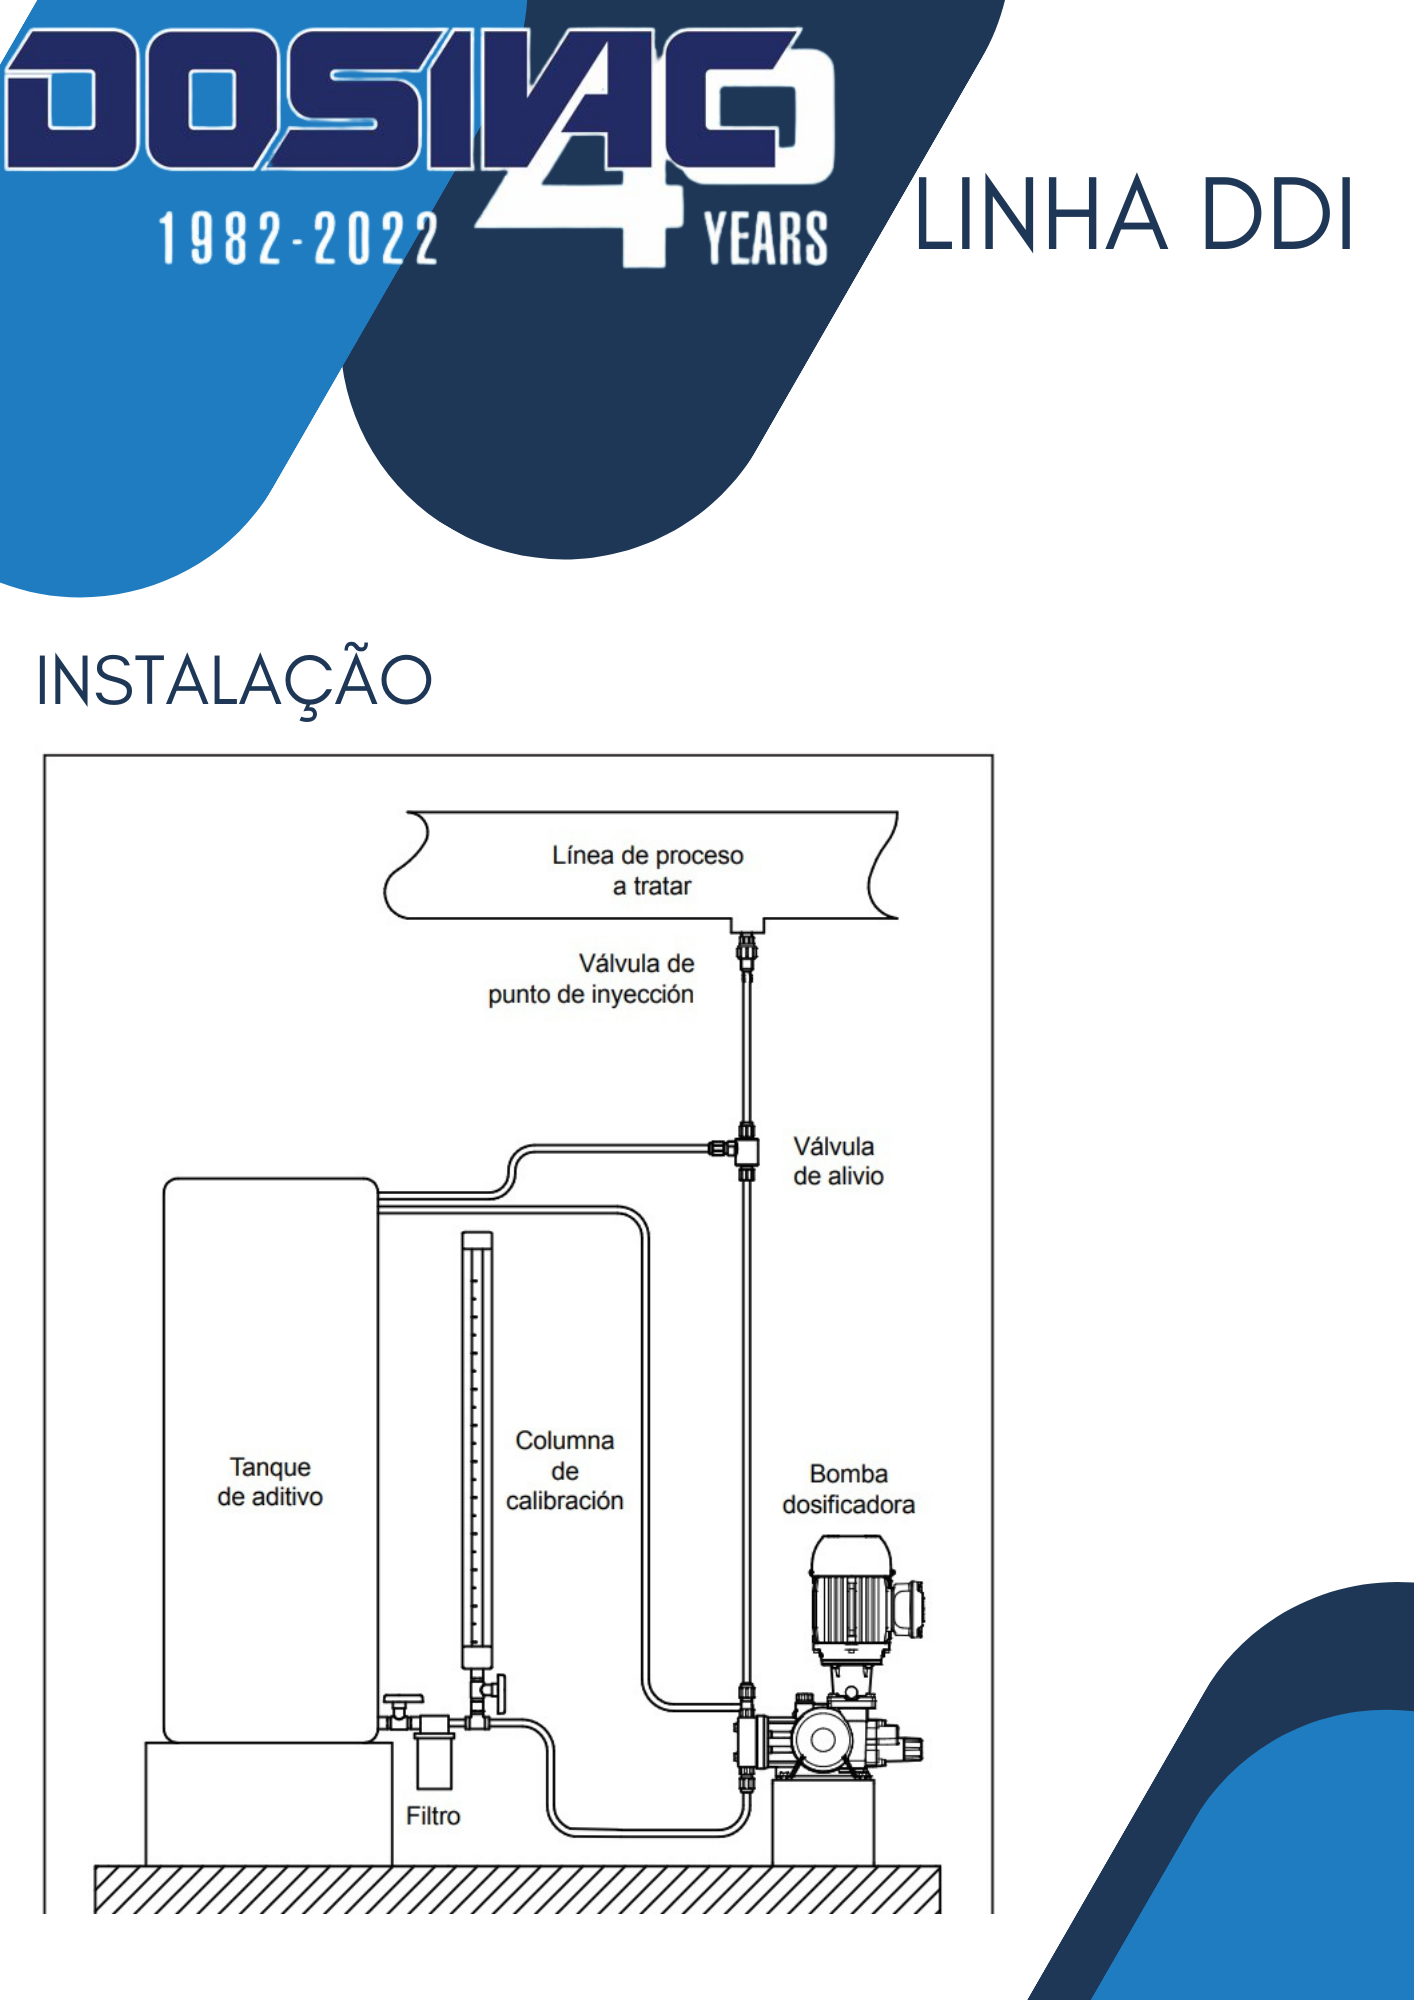 DOSIVAC
1982-2022
40
YEARS
LINHA DDI
INSTALAÇÃO
Línea de proceso
a tratar
Válvula de
punto de inyección
Válvula
de alivio
Columna
de
calibración
Tanque
de aditivo
Bomba
dosificadora
Filtro